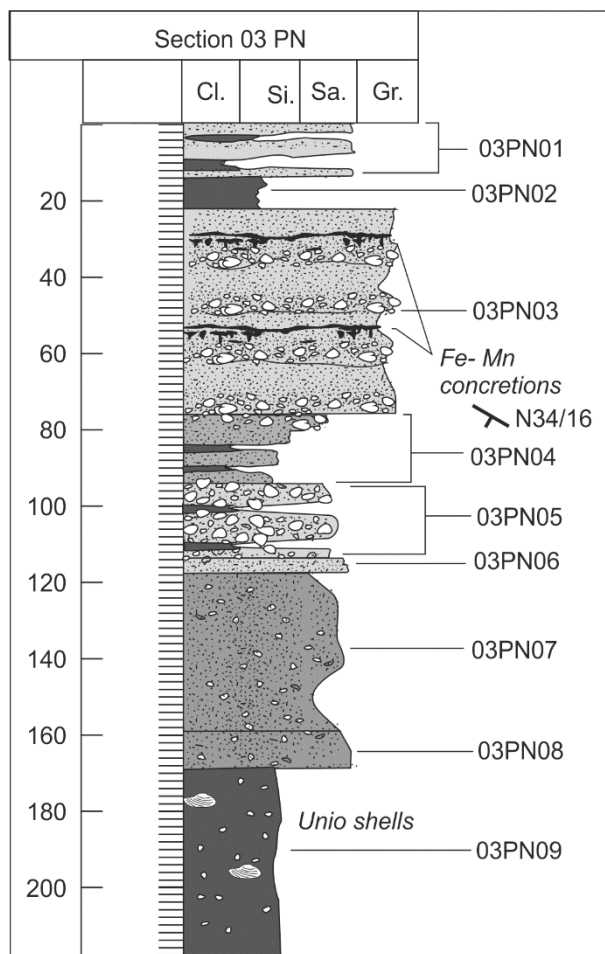 Section 03 PN
Cl. Si. Sa. Gr.
03PN01
20
03PN02
40
03PN03
60
Fe- Mn
concretions
N34/16
80
03PN04
100
03PN05
03PN06
120
03PN07
140
160
03PN08
180
Unio shells
03PN09
200